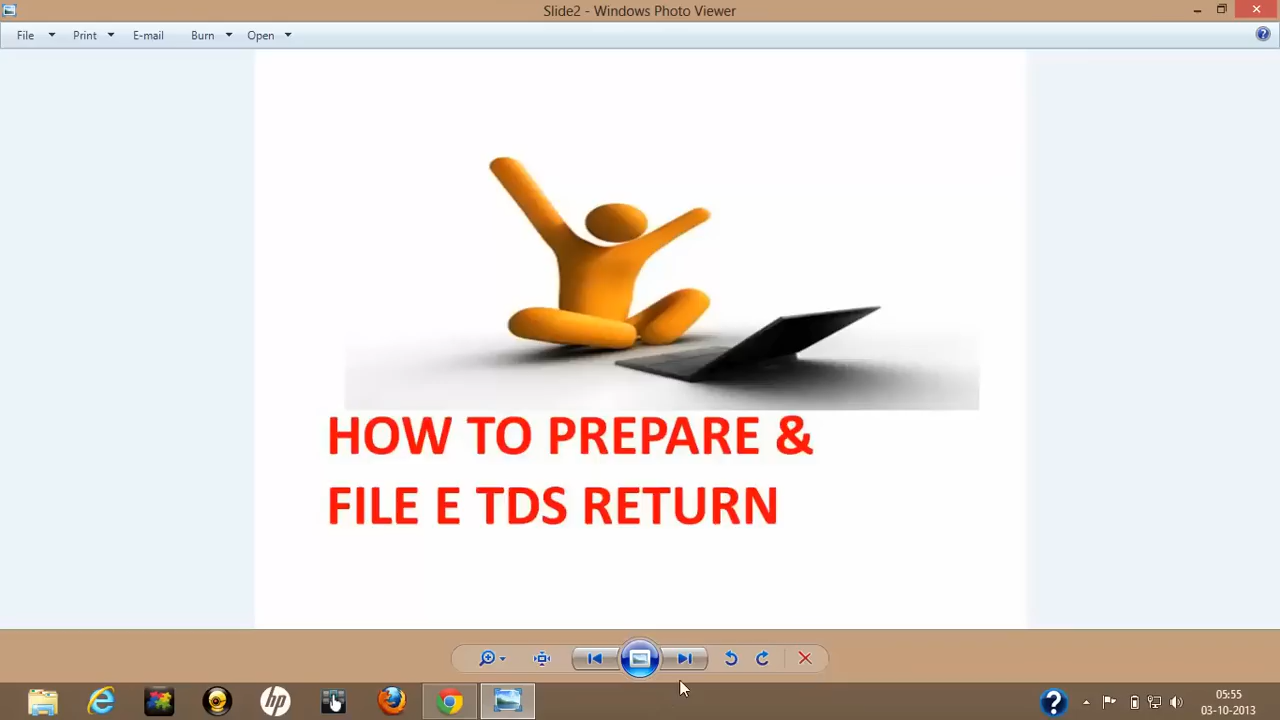 Slide2 - Windows Photo Viewer
File Print E-mail Burn Open
HOW TO PREPARE &
FILE E TDS RETURN
hp
05:55
03-10-2013